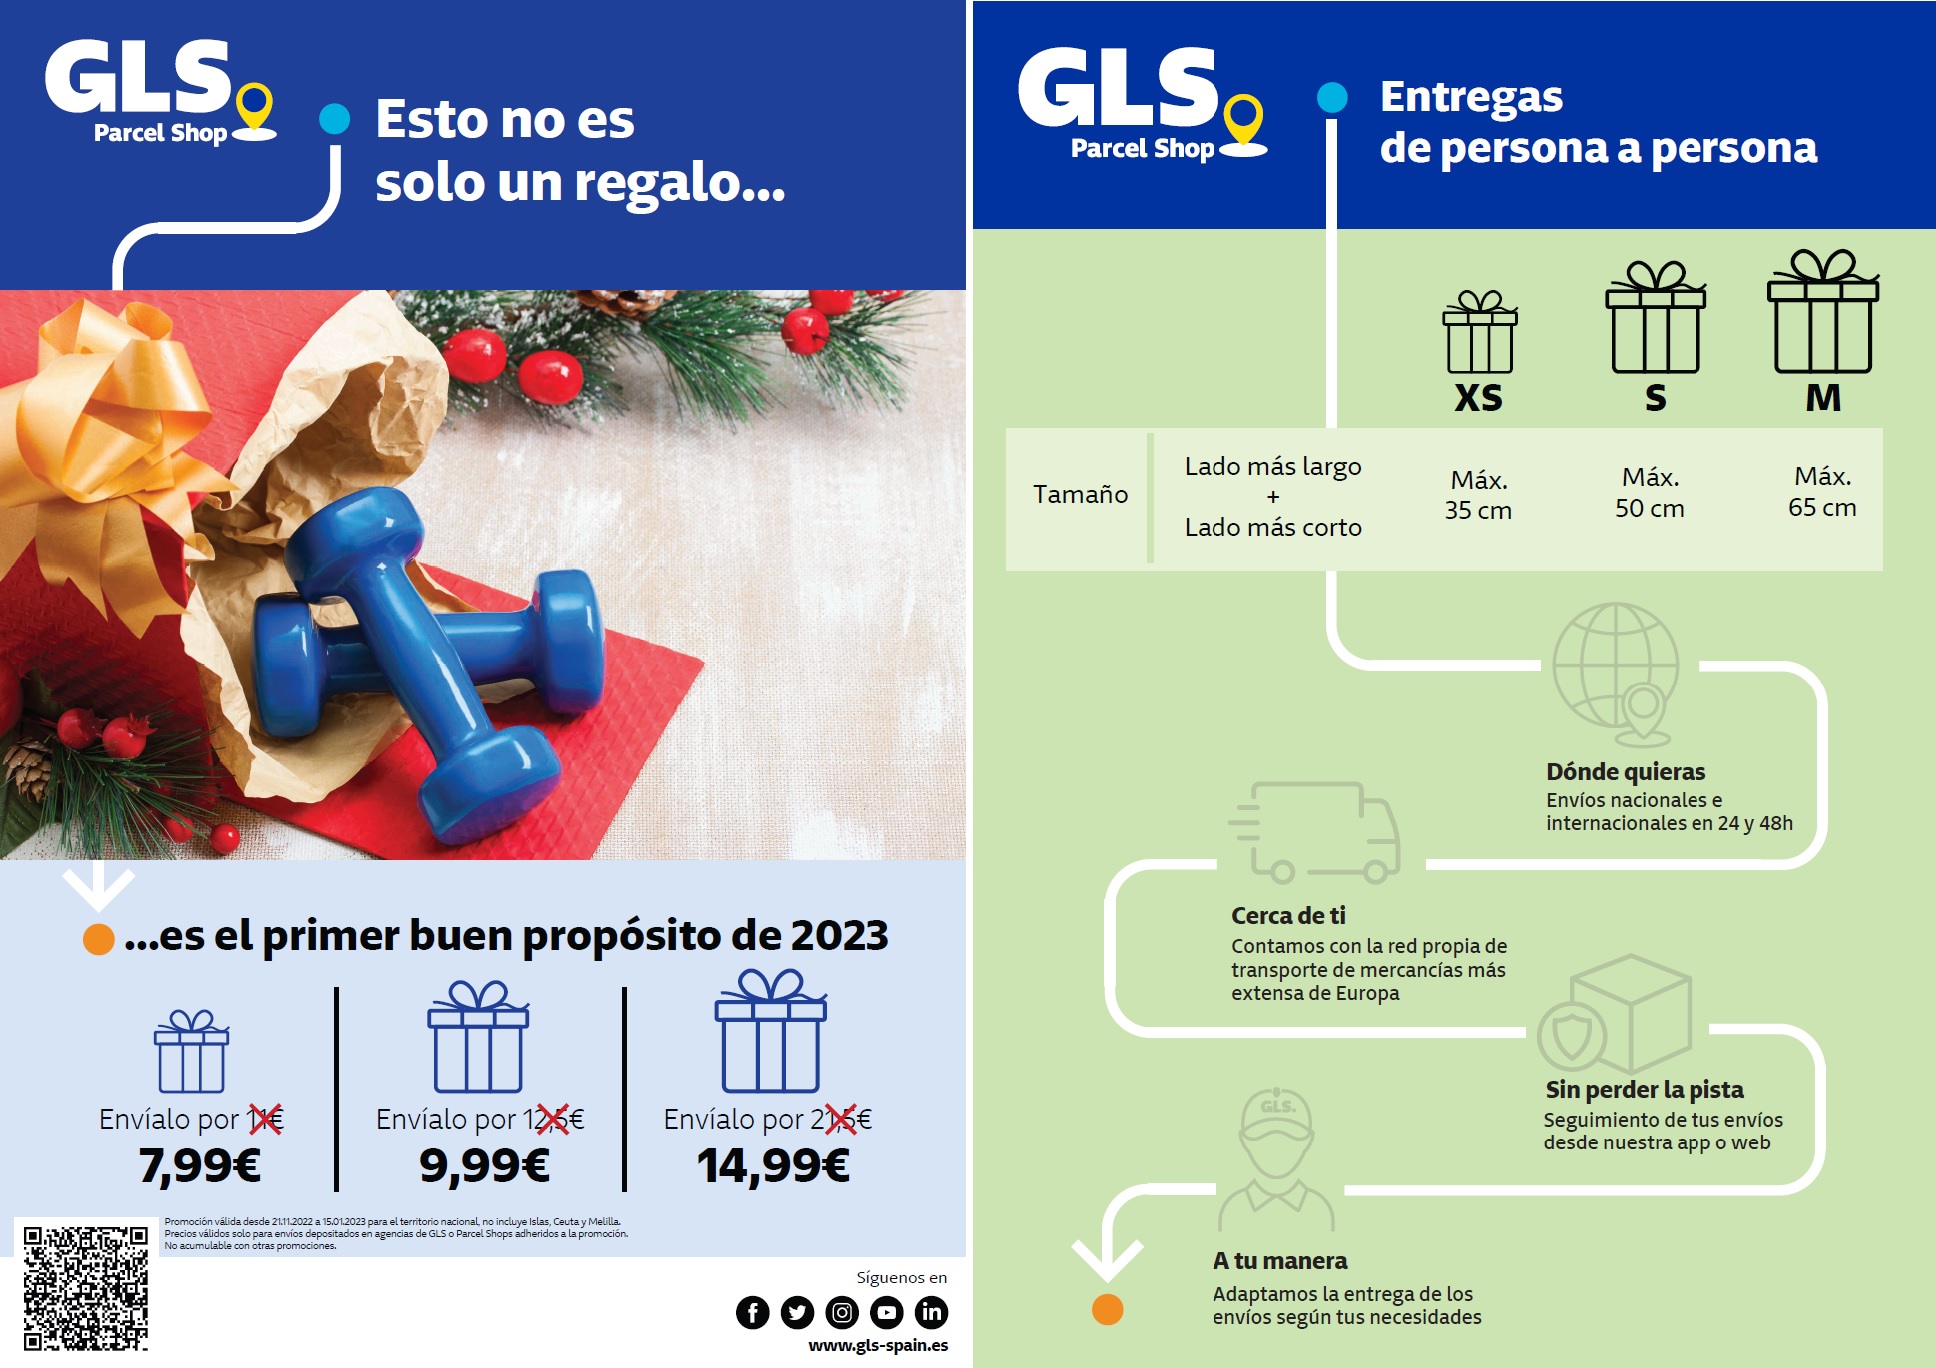 GLS
Parcel Shop
Esto no es
solo un regalo...
...es el primer buen propósito de 2023
Envíalo por 11€
7,99€
Envíalo por 12,5€
9,99€
Envíalo por 21,5€
14,99€
Promoción válida desde 21.11.2022 a 15.01.2023 para el territorio nacional, no incluye Islas, Ceuta y Melilla.
Precios válidos solo para envíos depositados en agencias de GLS o Parcel Shops adheridos a la promoción.
No acumulable con otras promociones.
Síguenos en
www.gls-spain.es
GLS
Parcel Shop
Entregas
de persona a persona
XS
S
M
Tamaño
Lado más largo
+
Lado más corto
Máx.
35 cm
Máx.
50 cm
Máx.
65 cm
Dónde quieras
Envíos nacionales e
internacionales en 24 y 48h
Cerca de ti
Contamos con la red propia de
transporte de mercancías más
extensa de Europa
Sin perder la pista
Seguimiento de tus envíos
desde nuestra app o web
GLS.
A tu manera
Adaptamos la entrega de los
envíos según tus necesidades